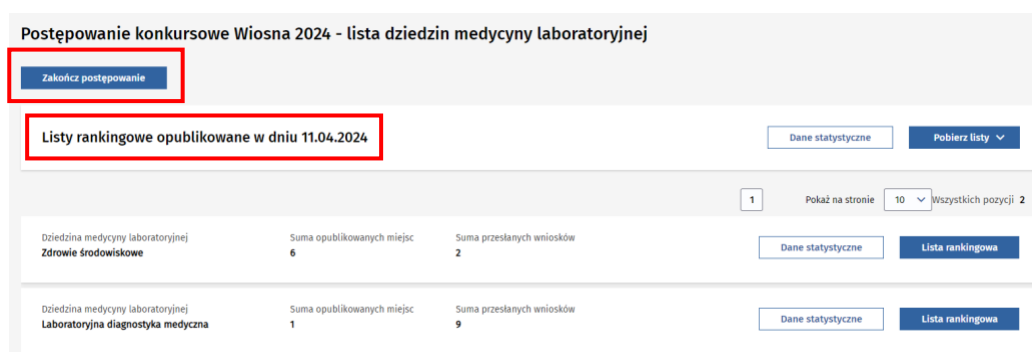 Postępowanie konkursowe Wiosna 2024 - lista dziedzin medycyny laboratoryjnej
Zakończ postępowanie
Listy rankingowe opublikowane w dniu 11.04.2024
Dane statystyczne
Pobierz listy
1 Pokaż na stronie 10 Wszystkich pozycji 2
Dziedzina medycyny laboratoryjnej Suma opublikowanych miejsc Suma przesłanych wniosków
Zdrowie środowiskowe 6 2
Dane statystyczne Lista rankingowa
Dziedzina medycyny laboratoryjnej Suma opublikowanych miejsc Suma przesłanych wniosków
Laboratoryjna diagnostyka medyczna 1 9
Dane statystyczne Lista rankingowa